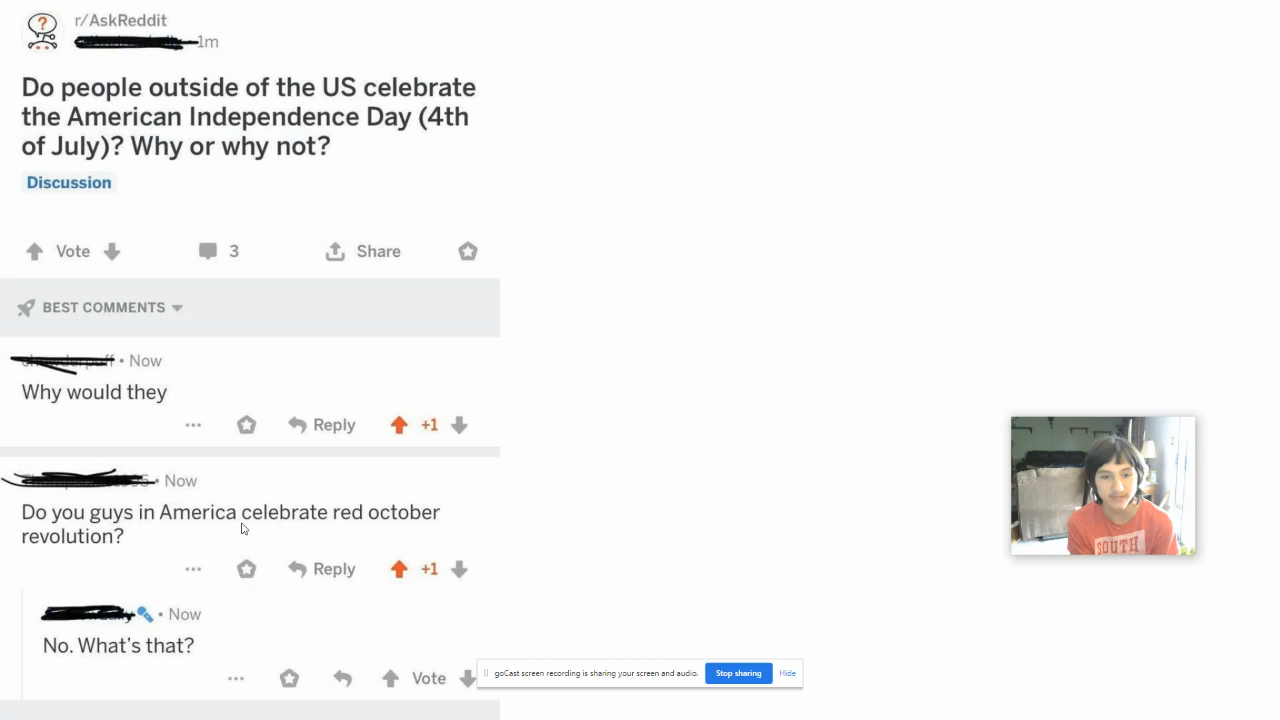 r/AskReddit
1m
Do people outside of the US celebrate
the American Independence Day (4th
of July)? Why or why not?
Discussion
Vote
3
Share
BEST COMMENTS
• Now
Why would they
Reply
+1
• Now
Do you guys in America celebrate red october
revolution?
Reply
+1
• Now
No. What's that?
Vote
goCast screen recording is sharing your screen and audio.
Stop sharing
Hide
SOUTH